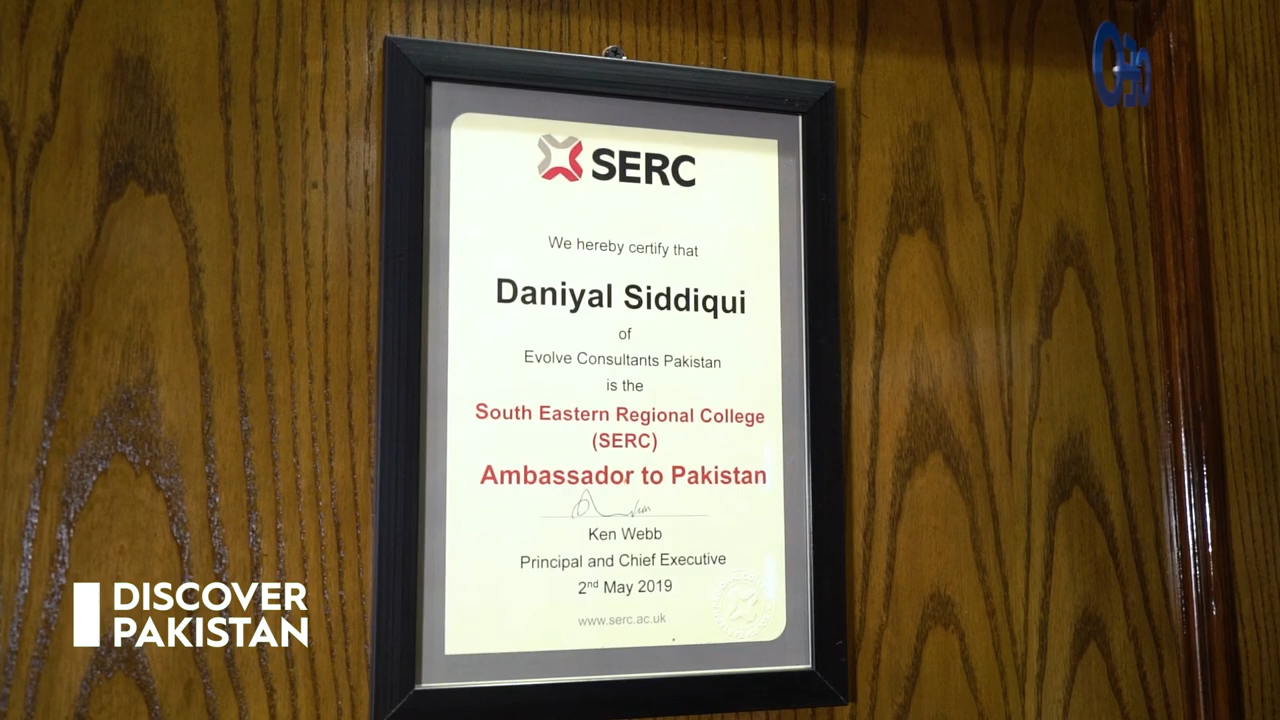 SERC
We hereby certify that
Daniyal Siddiqui
of
Evolve Consultants Pakistan
is the
South Eastern Regional College
(SERC)
Ambassador to Pakistan
Ken Webb
Principal and Chief Executive
2nd May 2019
www.serc.ac.uk
DISCOVER
PAKISTAN